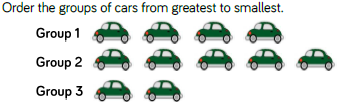 Order the groups of cars from greatest to smallest.
Group 1
Group 2
Group 3